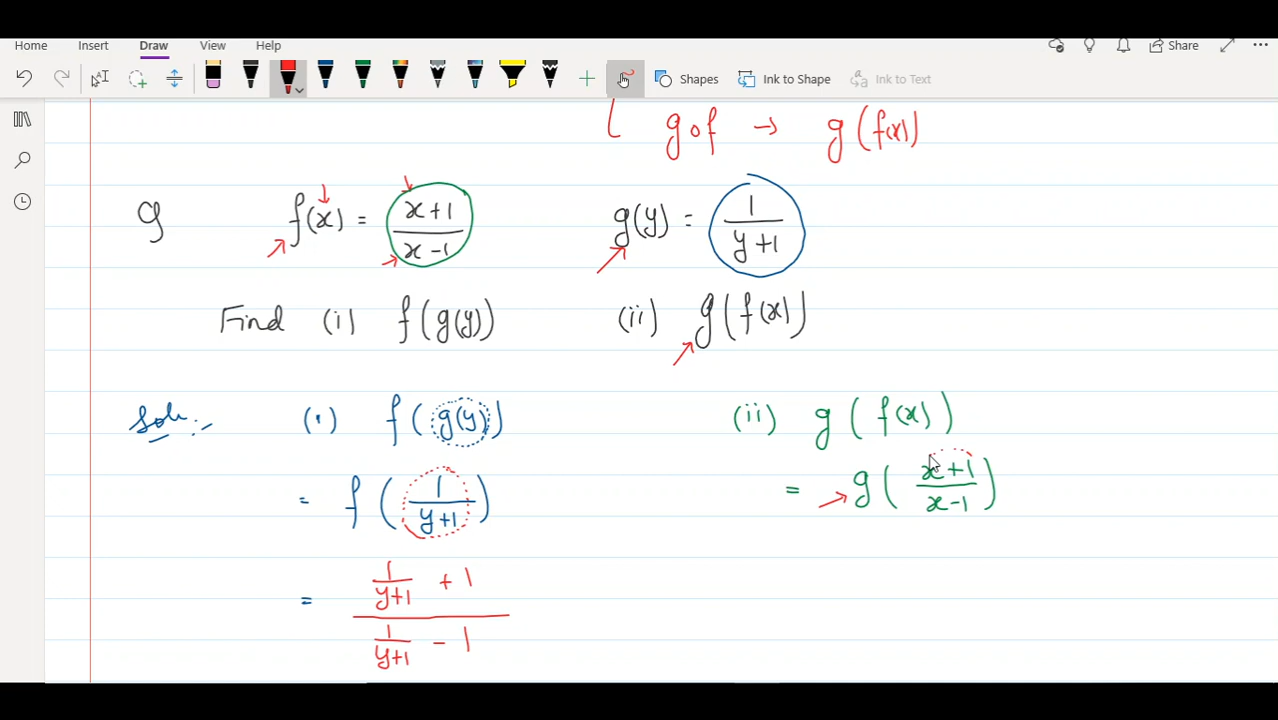 Home Insert Draw View Help Share
Shapes Ink to Shape Ink to Text
gof → g(f(x))
Q f(x) = (x+1)/(x-1) g(y) = 1/(y+1)
Find (i) f(g(y)) (ii) g(f(x))
Soln:- (i) f(g(y)) (ii) g(f(x))
= f(1/(y+1)) = g((x+1)/(x-1))
= (1/(y+1) + 1)/(1/(y+1) - 1)